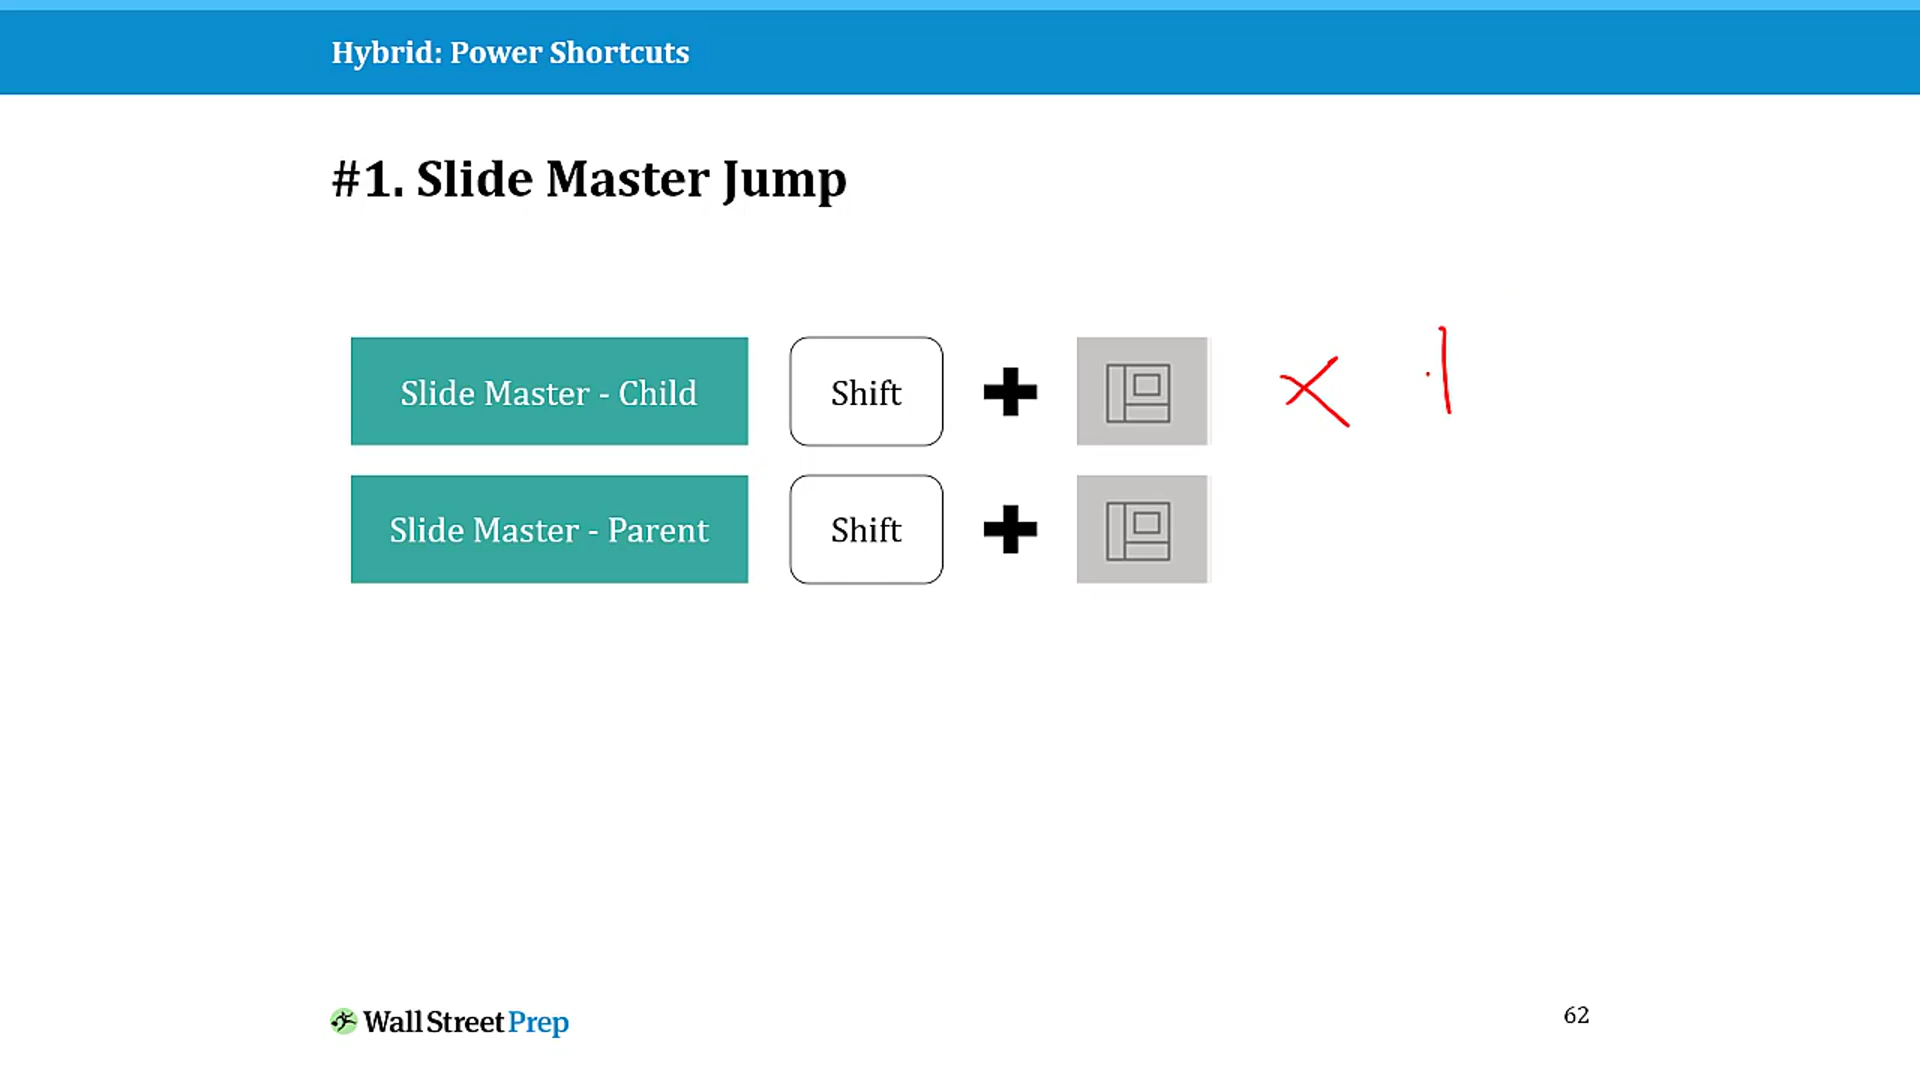 Hybrid: Power Shortcuts
#1. Slide Master Jump
Slide Master - Child Shift + x 1
Slide Master - Parent Shift +
Wall Street Prep 62